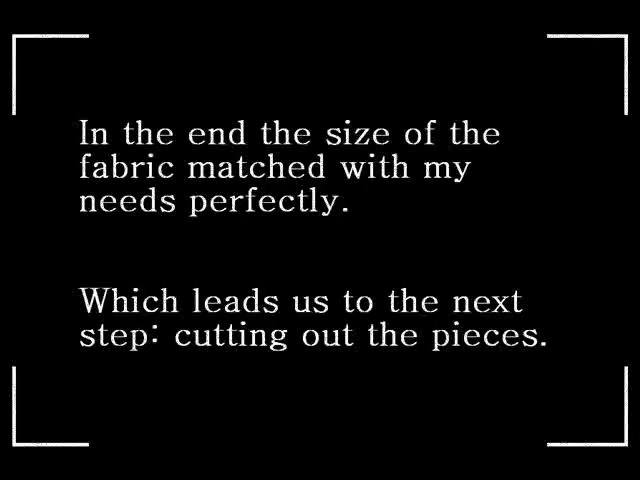 In the end the size of the
fabric matched with my
needs perfectly.
Which leads us to the next
step: cutting out the pieces.